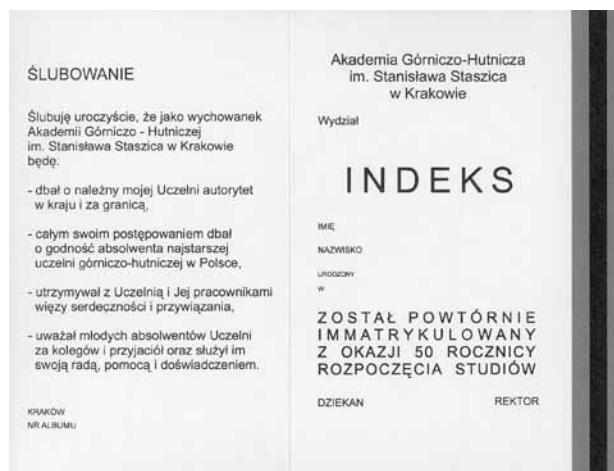 ŚLUBOWANIE
Ślubuję uroczyście, że jako wychowanek
Akademii Górniczo - Hutniczej
im. Stanisława Staszica w Krakowie
będę:
- dbał o należny mojej Uczelni autorytet
w kraju i za granicą,
- całym swoim postępowaniem dbał
o godność absolwenta najstarszej
uczelni górniczo-hutniczej w Polsce,
- utrzymywał z Uczelnią i Jej pracownikami
więzy serdeczności i przywiązania,
- uważał młodych absolwentów Uczelni
za kolegów i przyjaciół oraz służył im
swoją radą, pomocą i doświadczeniem.
KRAKÓW
NR ALBUMU
Akademia Górniczo-Hutnicza
im. Stanisława Staszica
w Krakowie
Wydział
INDEKS
IMIĘ
NAZWISKO
URODZONY
W
ZOSTAŁ POWTÓRNIE
IMMATRYKULOWANY
Z OKAZJI 50 ROCZNICY
ROZPOCZĘCIA STUDIÓW
DZIEKAN REKTOR